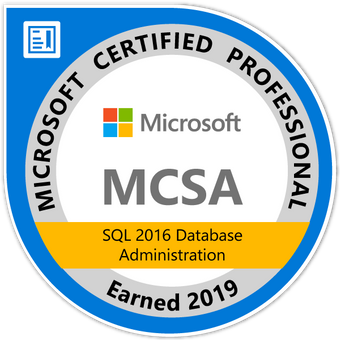 MICROSOFT CERTIFIED PROFESSIONAL
Microsoft
MCSA
SQL 2016 Database
Administration
Earned 2019